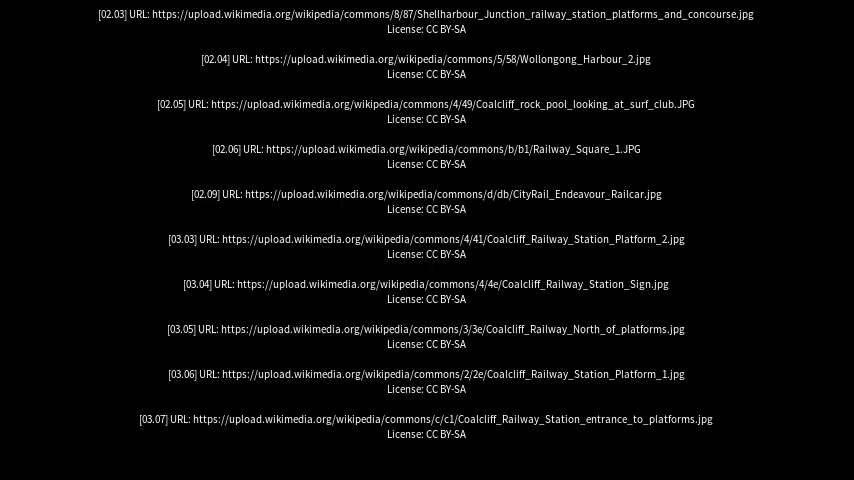 [02.03] URL: https://upload.wikimedia.org/wikipedia/commons/8/87/Shellharbour_Junction_railway_station_platforms_and_concourse.jpg
License: CC BY-SA
[02.04] URL: https://upload.wikimedia.org/wikipedia/commons/5/58/Wollongong_Harbour_2.jpg
License: CC BY-SA
[02.05] URL: https://upload.wikimedia.org/wikipedia/commons/4/49/Coalcliff_rock_pool_looking_at_surf_club.JPG
License: CC BY-SA
[02.06] URL: https://upload.wikimedia.org/wikipedia/commons/b/b1/Railway_Square_1.JPG
License: CC BY-SA
[02.09] URL: https://upload.wikimedia.org/wikipedia/commons/d/db/CityRail_Endeavour_Railcar.jpg
License: CC BY-SA
[03.03] URL: https://upload.wikimedia.org/wikipedia/commons/4/41/Coalcliff_Railway_Station_Platform_2.jpg
License: CC BY-SA
[03.04] URL: https://upload.wikimedia.org/wikipedia/commons/4/4e/Coalcliff_Railway_Station_Sign.jpg
License: CC BY-SA
[03.05] URL: https://upload.wikimedia.org/wikipedia/commons/3/3e/Coalcliff_Railway_North_of_platforms.jpg
License: CC BY-SA
[03.06] URL: https://upload.wikimedia.org/wikipedia/commons/2/2e/Coalcliff_Railway_Station_Platform_1.jpg
License: CC BY-SA
[03.07] URL: https://upload.wikimedia.org/wikipedia/commons/c/c1/Coalcliff_Railway_Station_entrance_to_platforms.jpg
License: CC BY-SA